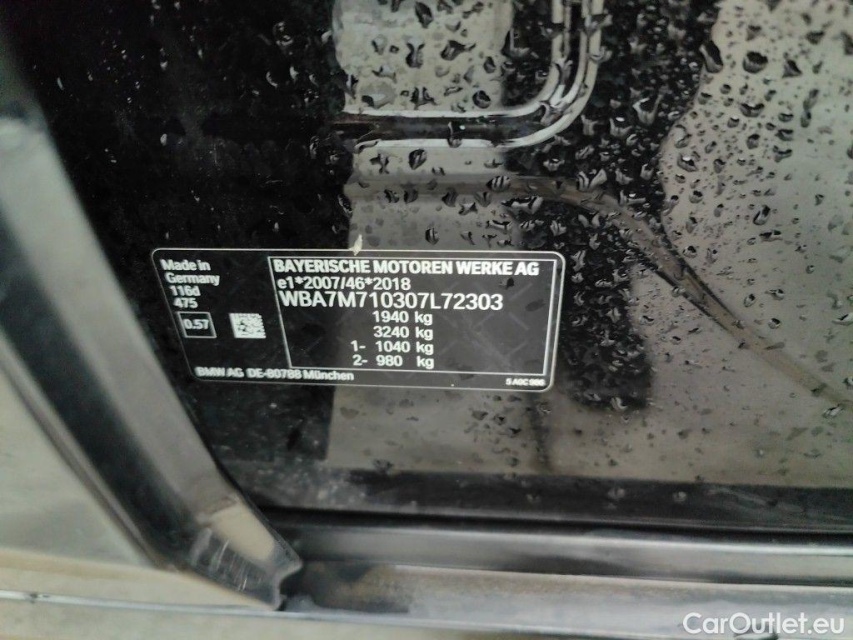 Made in
Germany
116d
475
0.57
BAYERISCHE MOTOREN WERKE AG
e1*2007/46*2018
WBA7M710307L72303
1940 kg
3240 kg
1- 1040 kg
2- 980 kg
BMW AG DE-80788 München
CarOutlet.eu